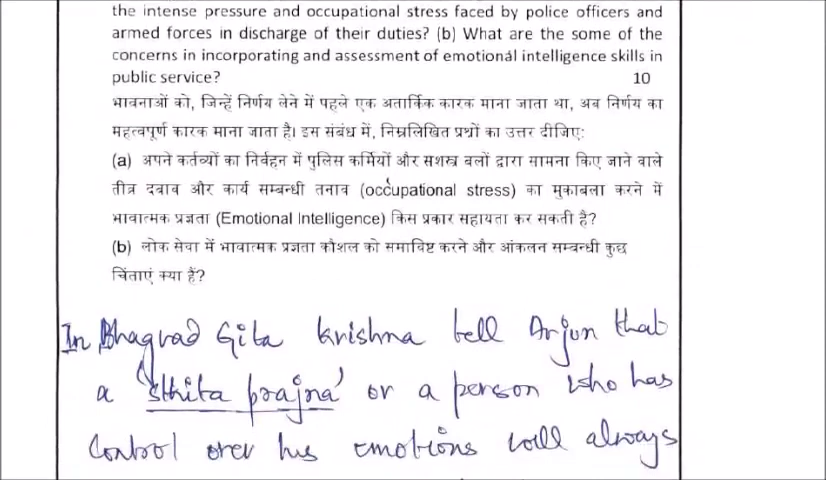 the intense pressure and occupational stress faced by police officers and
armed forces in discharge of their duties? (b) What are the some of the
concerns in incorporating and assessment of emotional intelligence skills in
public service? 10
भावनाओं को, जिन्हें निर्णय लेने में पहले एक अतार्किक कारक माना जाता था, अब निर्णय का
महत्वपूर्ण कारक माना जाता है। इस संबंध में, निम्नलिखित प्रश्नों का उत्तर दीजिए:
(a) अपने कर्तव्यों का निर्वहन में पुलिस कर्मियों और सशस्त्र बलों द्वारा सामना किए जाने वाले
तीव्र दवाव और कार्य सम्बन्धी तनाव (occupational stress) का मुकाबला करने में
भावात्मक प्रज्ञता (Emotional Intelligence) किस प्रकार सहायता कर सकती है?
(b) लोक सेवा में भावात्मक प्रज्ञता कौशल को समाविष्ट करने और आंकलन सम्बन्धी कुछ
चिंताएं क्या हैं?
In Bhagvad Gita Krishna tell Arjun that
a 'sthita prajna' or a person who has
control over his emotions will always